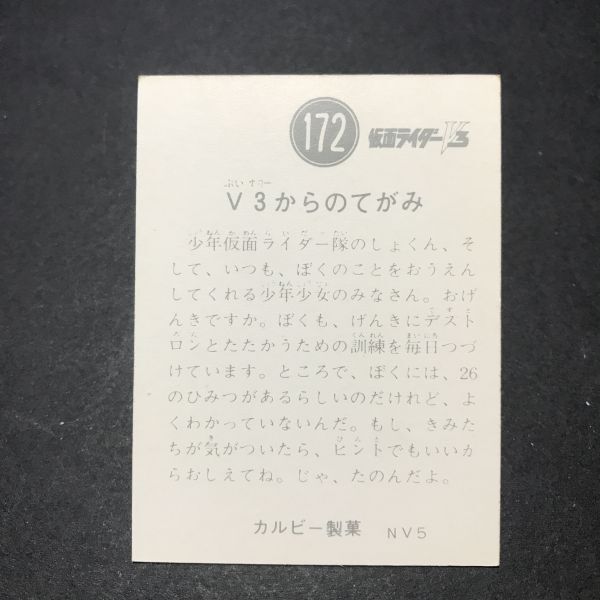 172 仮面ライダーV3
ぶい すりー
V3からのてがみ
少年仮面ライダー隊のしょくん、そ
して、いつも、ぼくのことをおうえん
してくれる少年少女のみなさん。おげ
んきですか。ぼくも、げんきにデスト
ロンとたたかうための訓練を毎日つづ
けています。ところで、ぼくには、26
のひみつがあるらしいのだけれど、よ
くわかっていないんだ。もし、きみた
ちが気がついたら、ヒントでもいいか
らおしえてね。じゃ、たのんだよ。
カルビー製菓 NV5